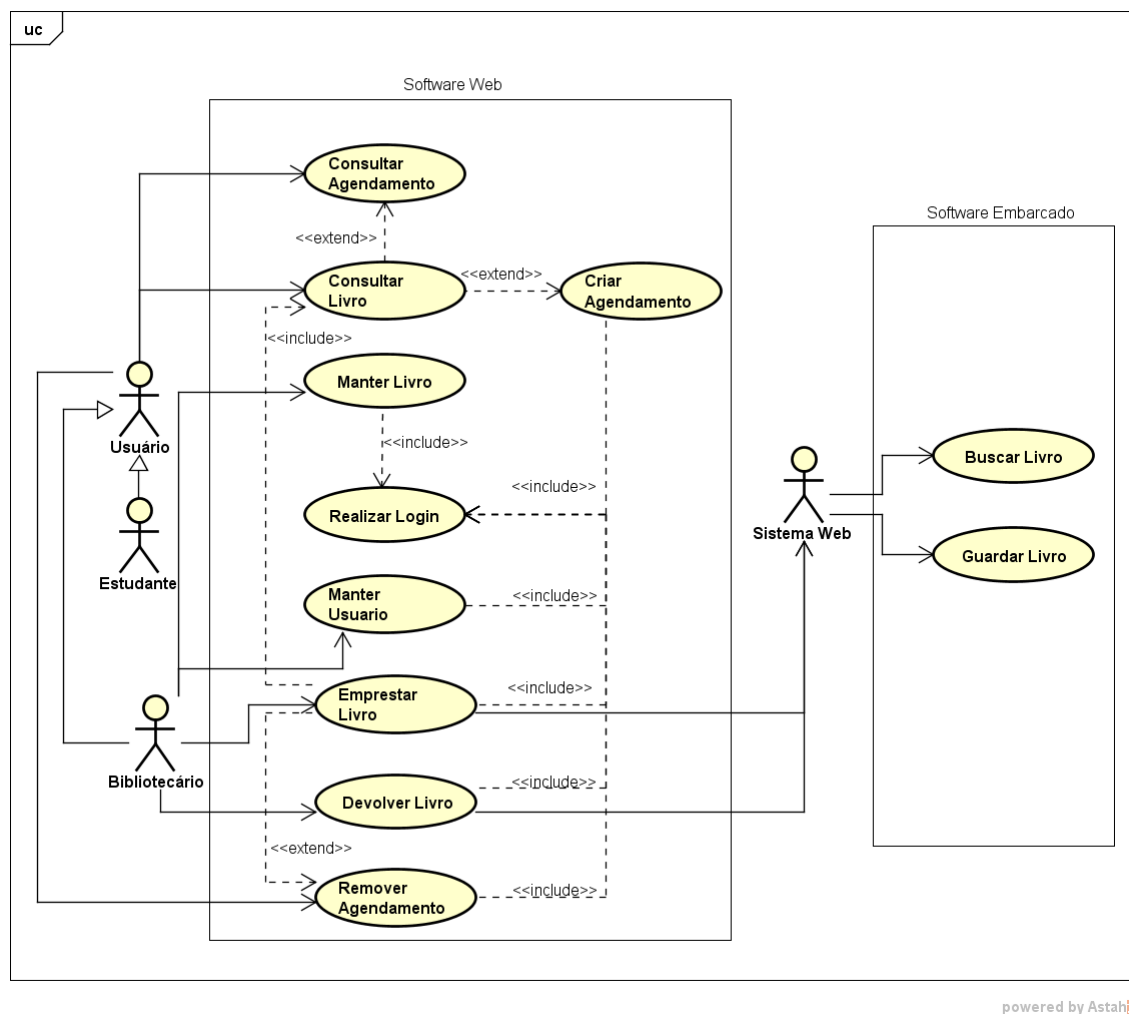 uc
Software Web
Consultar
Agendamento
<<extend>>
Consultar
Livro
<<extend>>
Criar
Agendamento
<<include>>
Manter Livro
<<include>>
Realizar Login
<<include>>
Manter
Usuario
<<include>>
Emprestar
Livro
<<include>>
Devolver Livro
<<include>>
<<extend>>
Remover
Agendamento
<<include>>
Usuário
Estudante
Bibliotecário
Sistema Web
Software Embarcado
Buscar Livro
Guardar Livro
powered by Astah